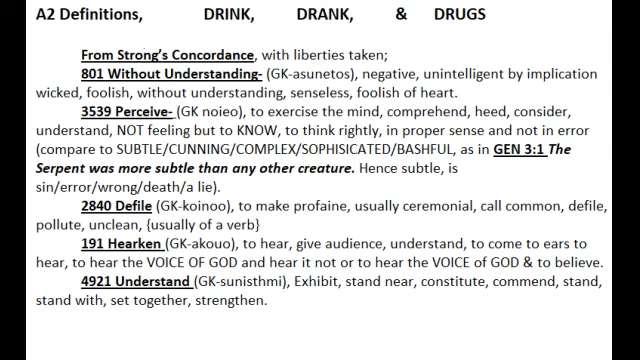 A2 Definitions, DRINK, DRANK, & DRUGS
From Strong's Concordance, with liberties taken;
801 Without Understanding- (GK-asunetos), negative, unintelligent by implication
wicked, foolish, without understanding, senseless, foolish of heart.
3539 Perceive- (GK noieo), to exercise the mind, comprehend, heed, consider,
understand, NOT feeling but to KNOW, to think rightly, in proper sense and not in error
(compare to SUBTLE/CUNNING/COMPLEX/SOPHISICATED/BASHFUL, as in GEN 3:1 The
Serpent was more subtle than any other creature. Hence subtle, is
sin/error/wrong/death/a lie).
2840 Defile (GK-koinoo), to make profaine, usually ceremonial, call common, defile,
pollute, unclean, {usually of a verb}
191 Hearken (GK-akouo), to hear, give audience, understand, to come to ears to
hear, to hear the VOICE OF GOD and hear it not or to hear the VOICE of GOD & to believe.
4921 Understand (GK-sunisthmi), Exhibit, stand near, constitute, commend, stand,
stand with, set together, strengthen.